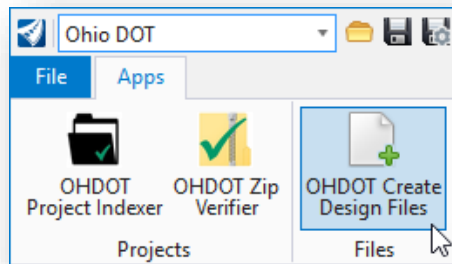 Ohio DOT
File Apps
OHDOT Project Indexer
OHDOT Zip Verifier
OHDOT Create Design Files
Projects
Files